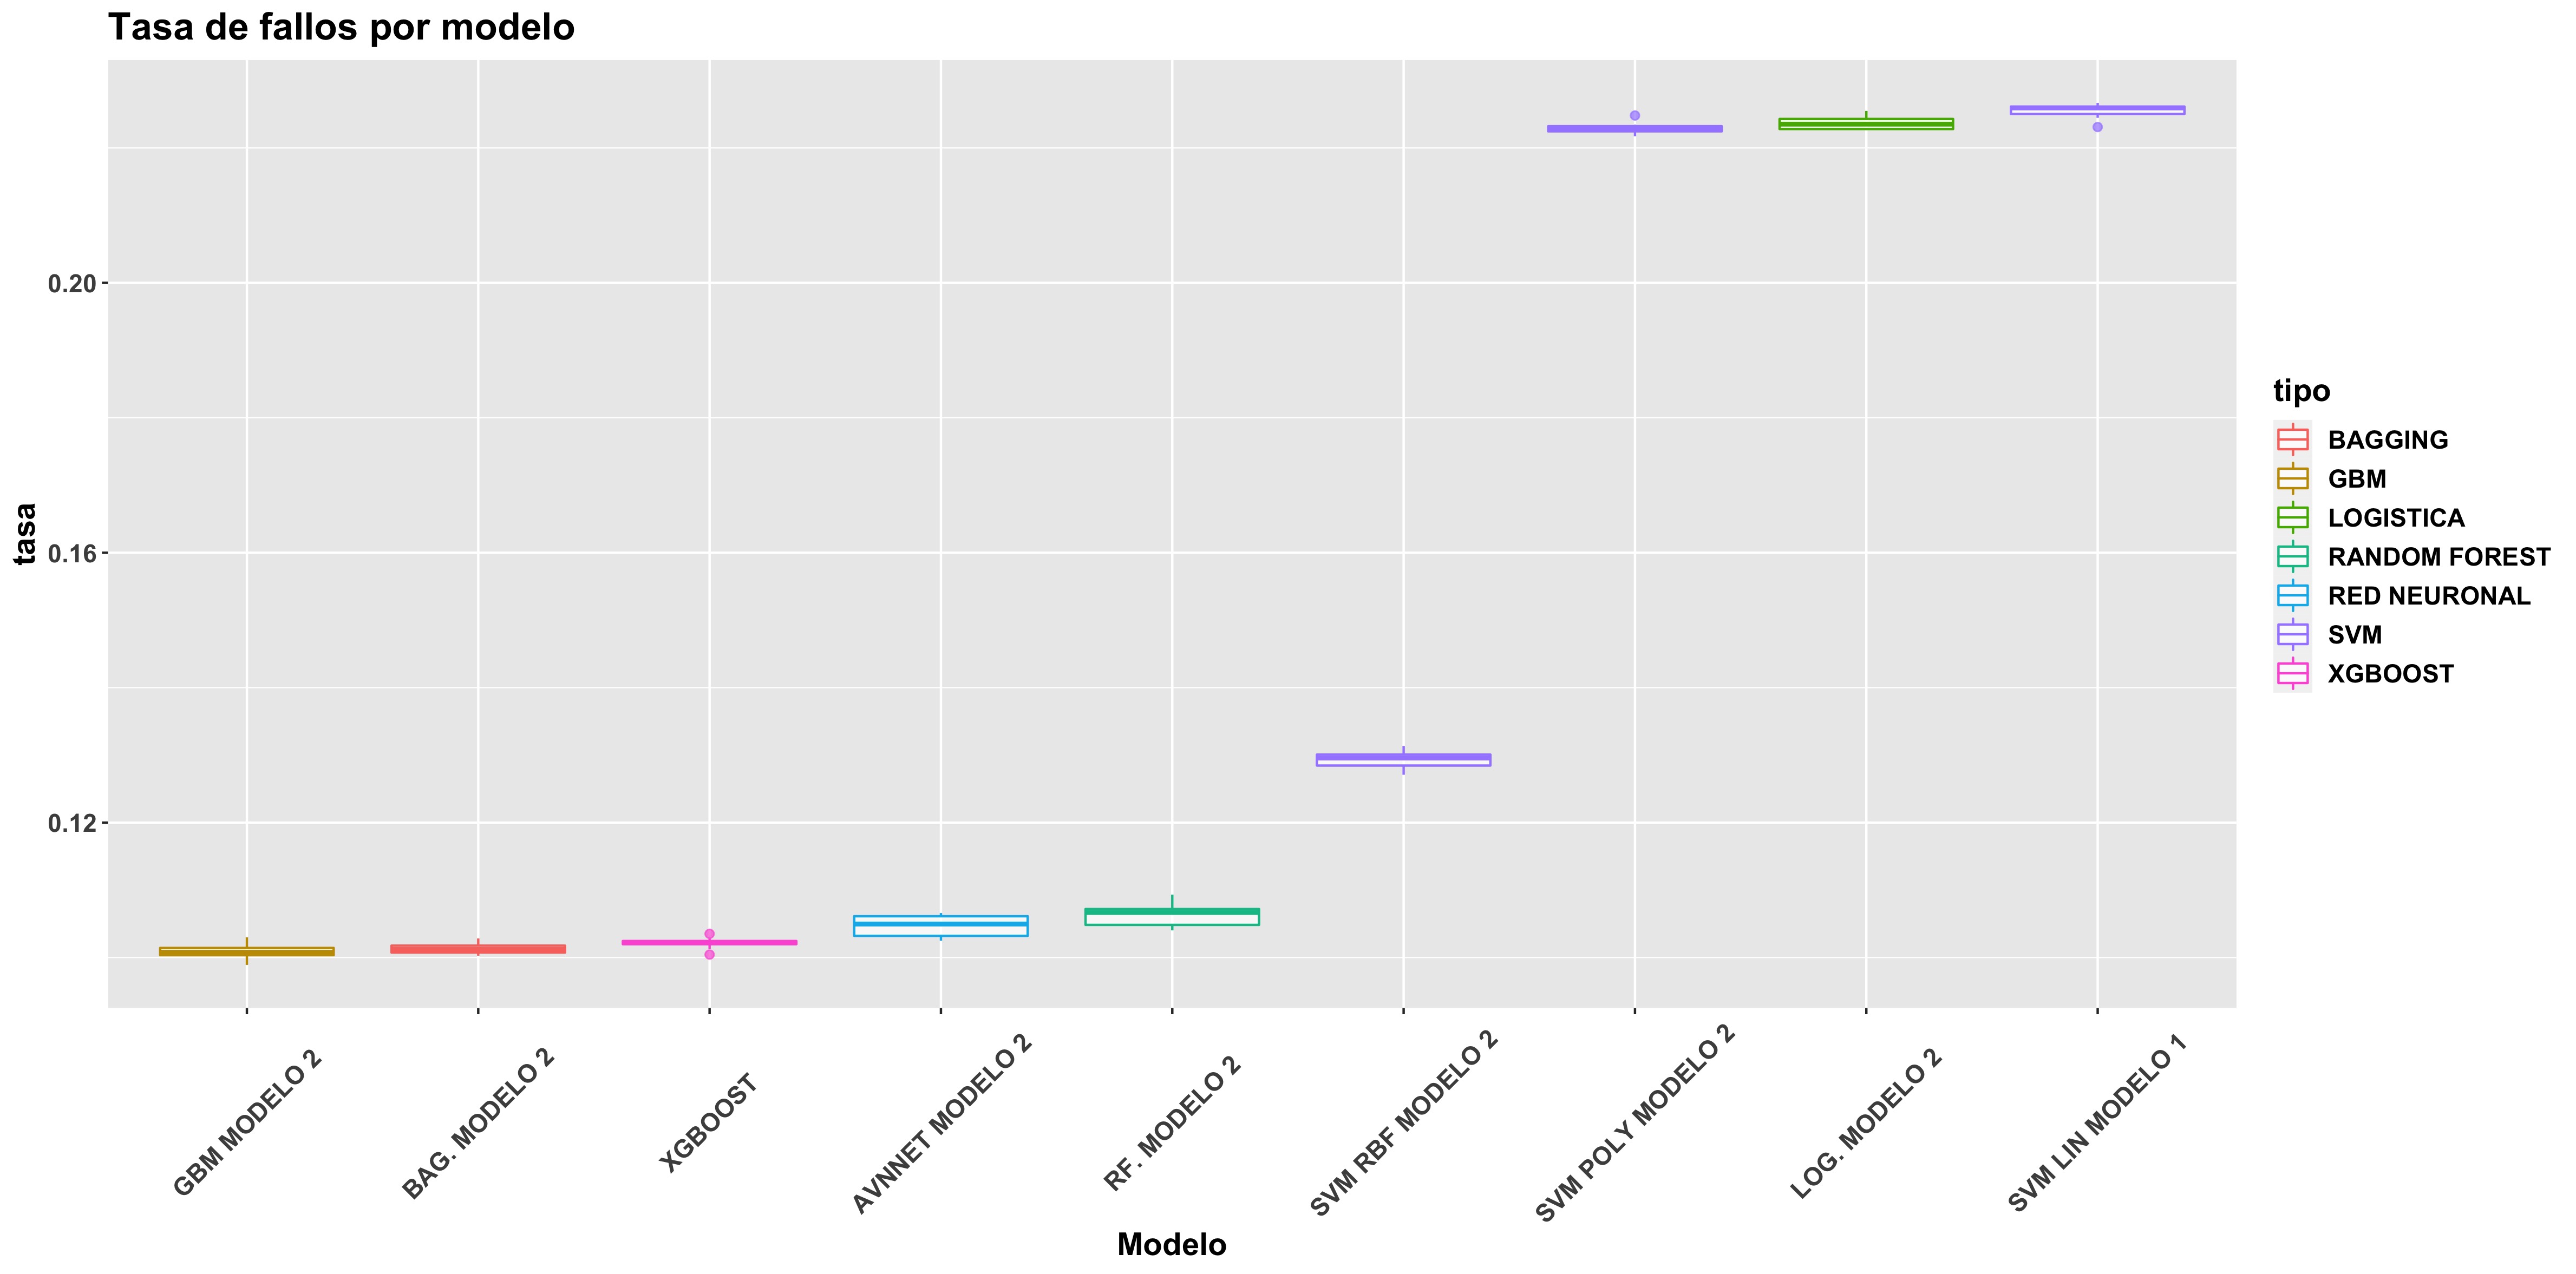 Tasa de fallos por modelo
tasa
0.20
0.16
0.12
GBM MODELO 2
BAG. MODELO 2
XGBOOST
AVNNET MODELO 2
RF. MODELO 2
SVM RBF MODELO 2
SVM POLY MODELO 2
LOG. MODELO 2
SVM LIN MODELO 1
Modelo
tipo
BAGGING
GBM
LOGISTICA
RANDOM FOREST
RED NEURONAL
SVM
XGBOOST